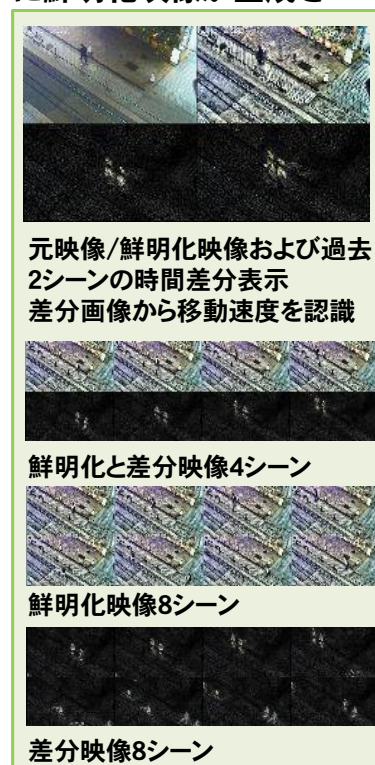 元映像/鮮明化映像および過去
2シーンの時間差分表示
差分画像から移動速度を認識
鮮明化と差分映像4シーン
鮮明化映像8シーン
差分映像8シーン